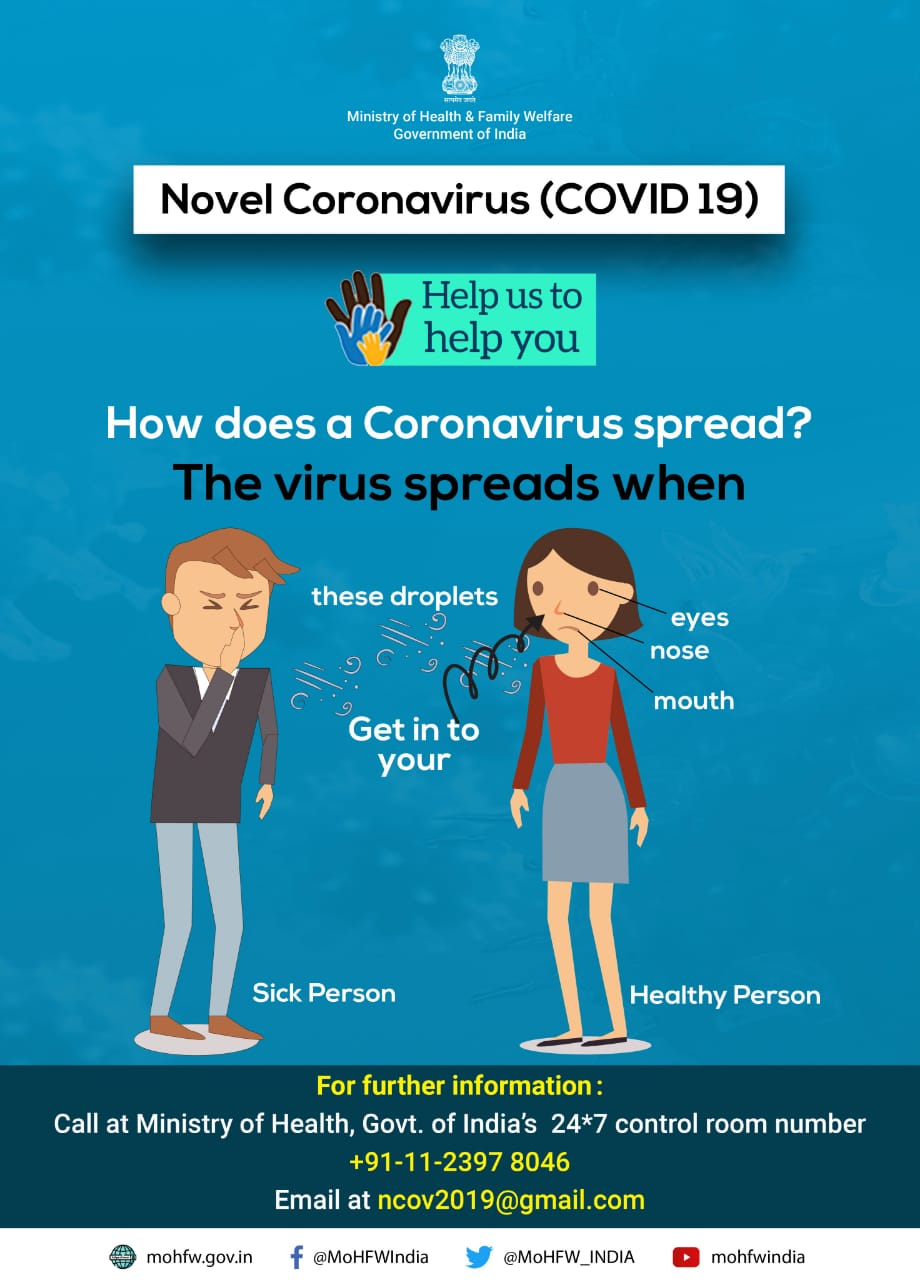 सत्यमेव जयते
Ministry of Health & Family Welfare
Government of India
Novel Coronavirus (COVID 19)
Help us to
help you
How does a Coronavirus spread?
The virus spreads when
these droplets
eyes
nose
mouth
Get in to
your
Sick Person
Healthy Person
For further information :
Call at Ministry of Health, Govt. of India’s 24*7 control room number
+91-11-2397 8046
Email at ncov2019@gmail.com
mohfw.gov.in @MoHFWIndia @MoHFW_INDIA mohfwindia